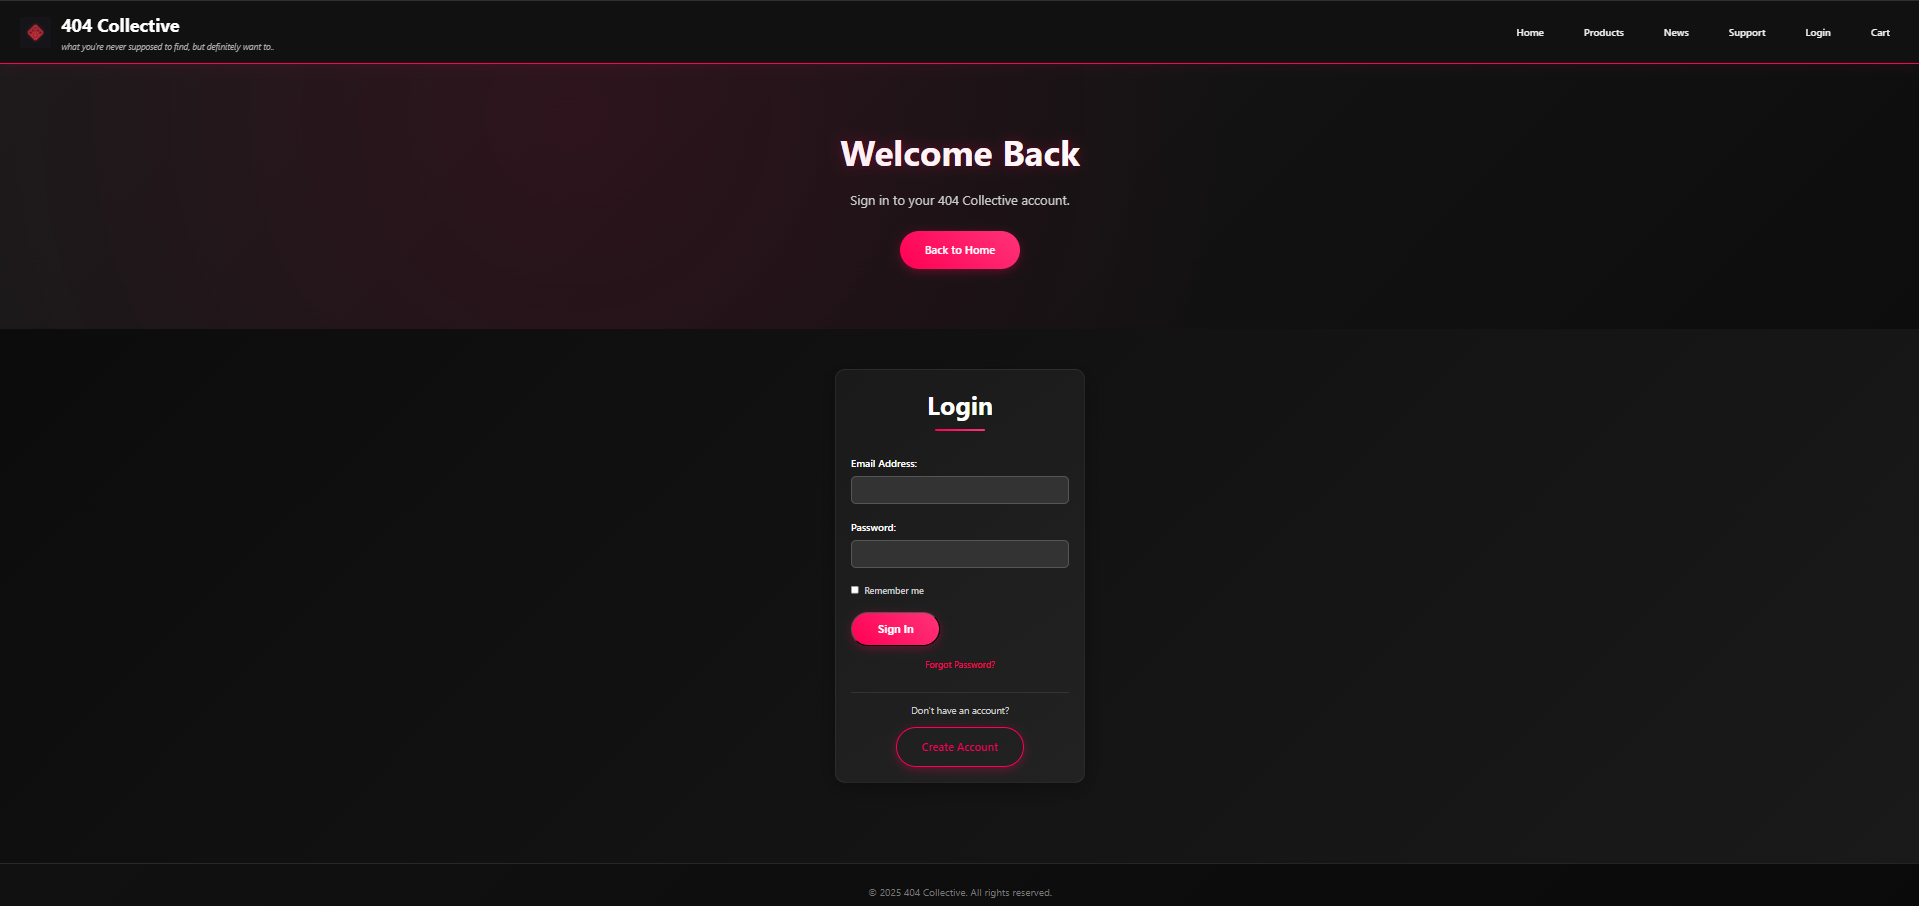 404 Collective
what you're never supposed to find, but definitely want to..
Home
Products
News
Support
Login
Cart
Welcome Back
Sign in to your 404 Collective account.
Back to Home
Login
Email Address:
Password:
Remember me
Sign In
Forgot Password?
Don't have an account?
Create Account
© 2025 404 Collective. All rights reserved.